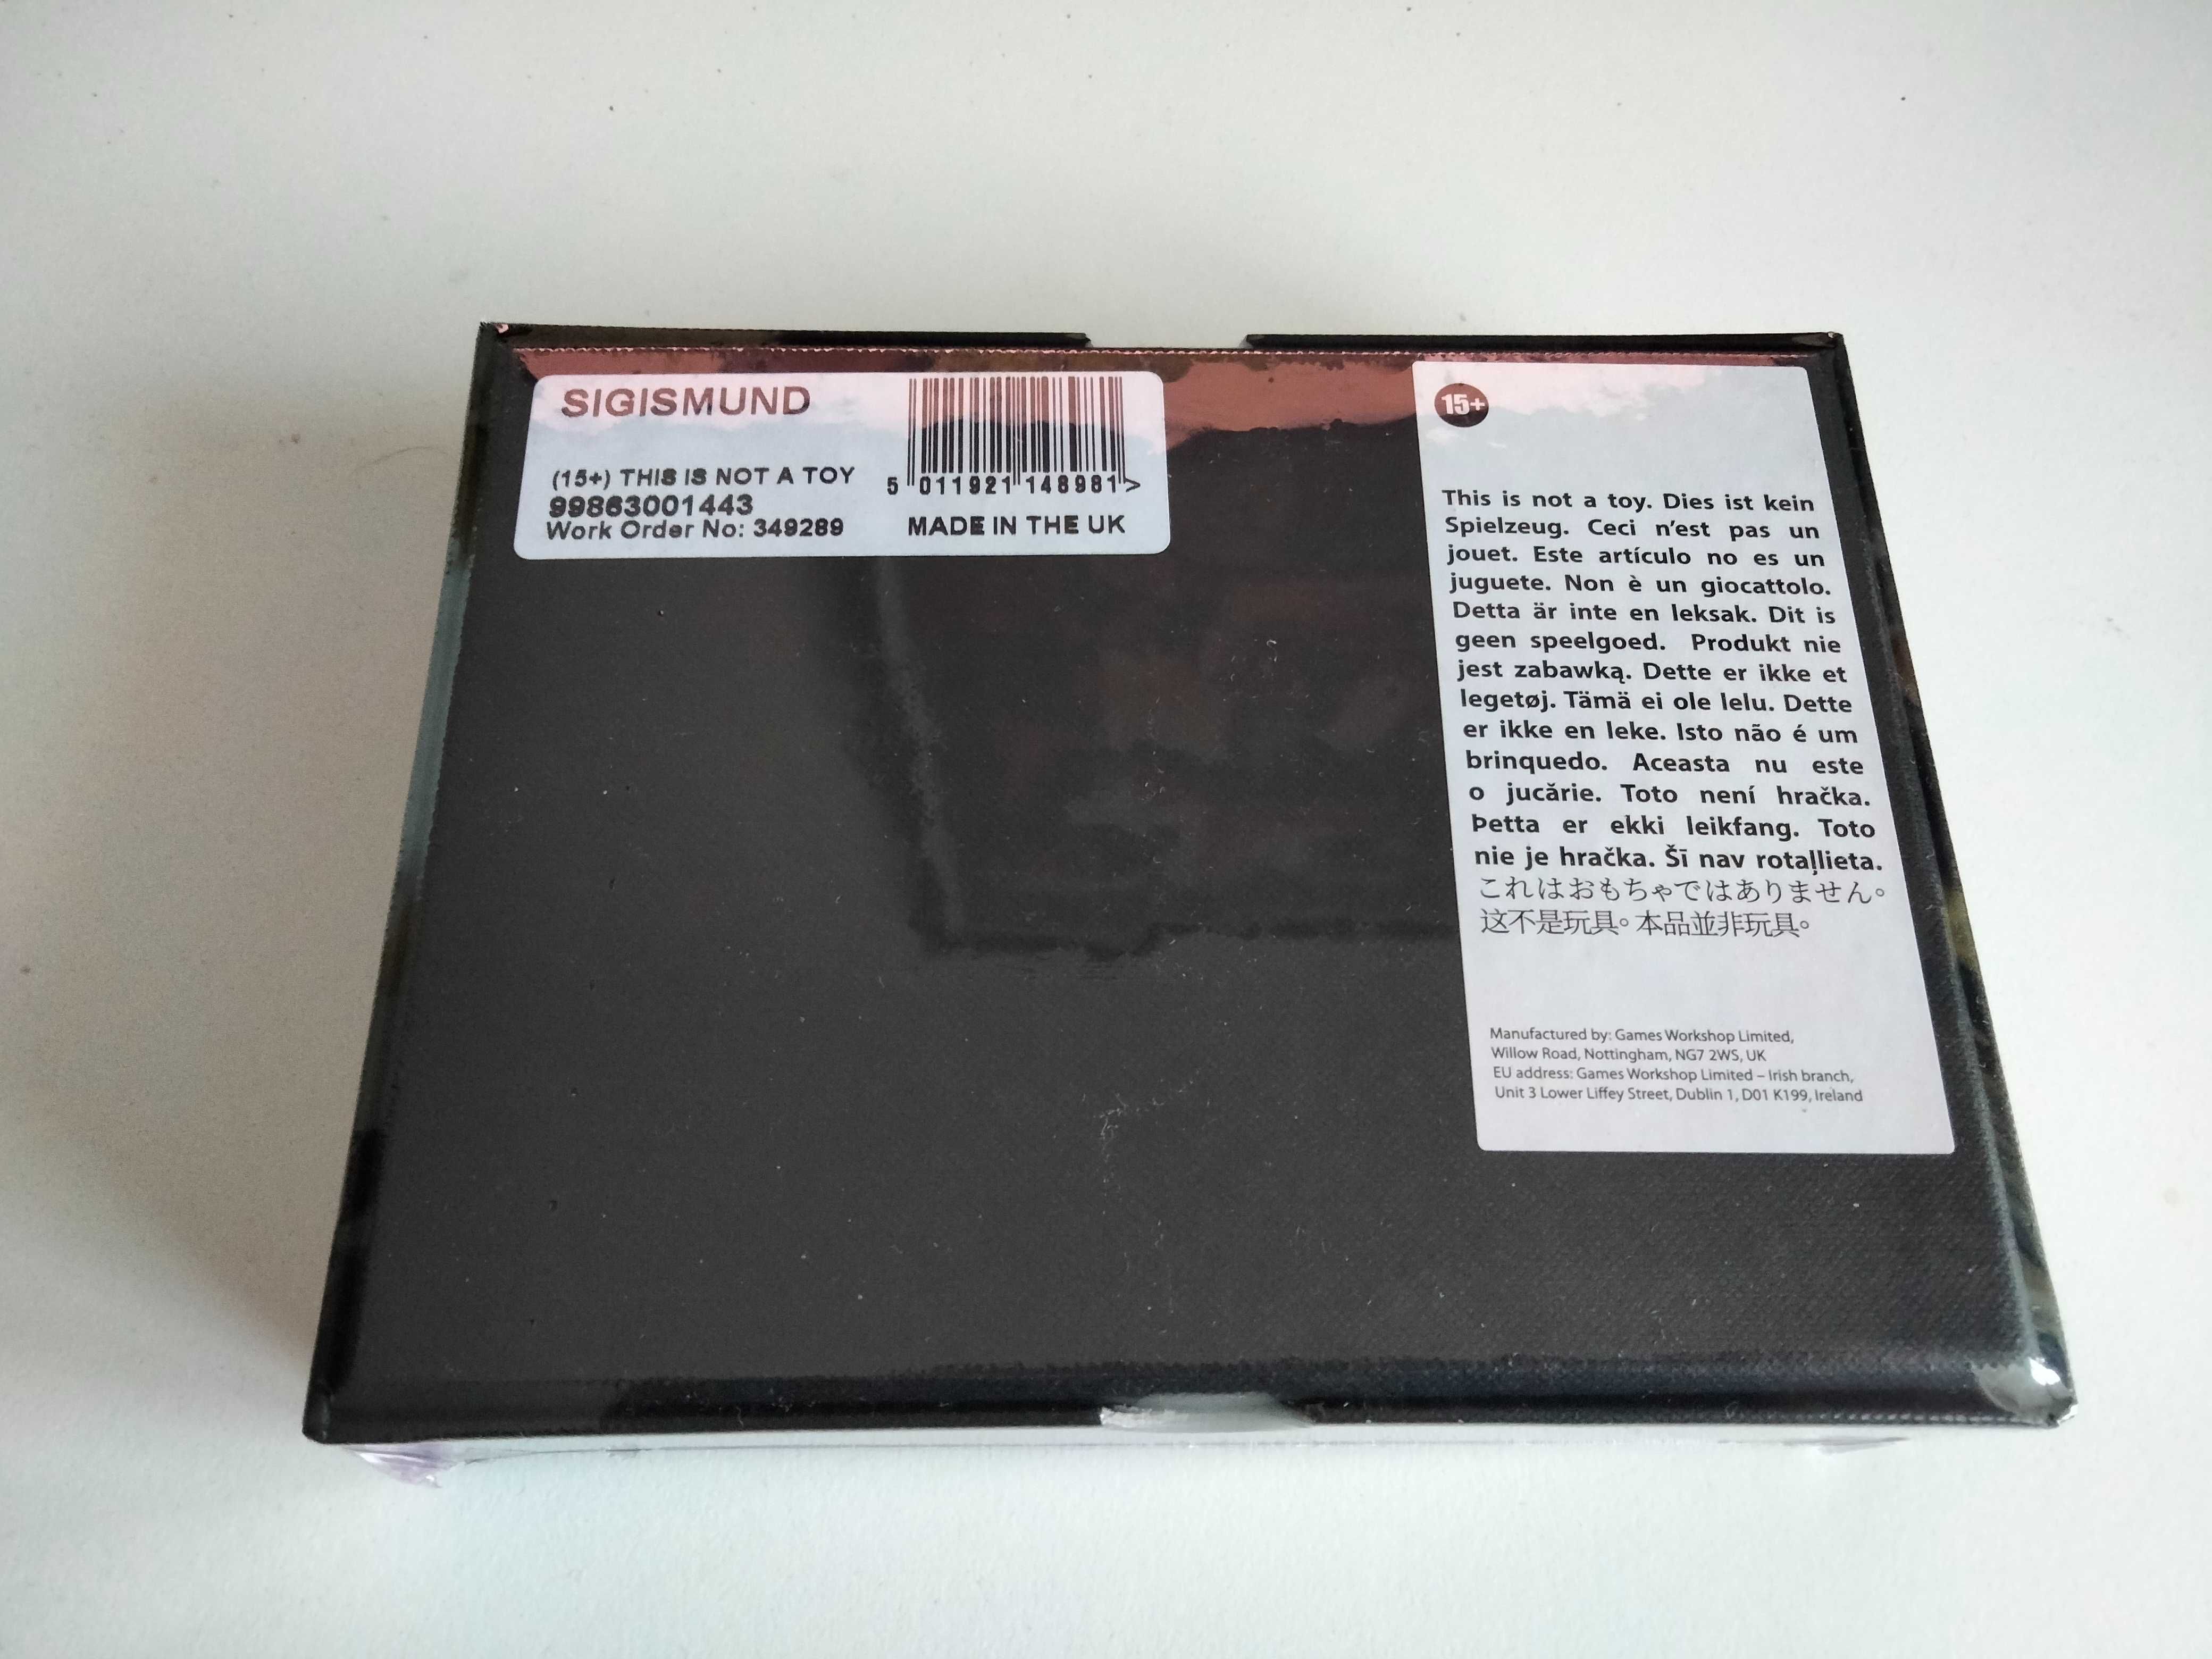 SIGISMUND
(15+) THIS IS NOT A TOY
99863001443
Work Order No: 349289
5 011921 148981 >
MADE IN THE UK
15+
This is not a toy. Dies ist kein
Spielzeug. Ceci n'est pas un
jouet. Este artículo no es un
juguete. Non è un giocattolo.
Detta är inte en leksak. Dit is
geen speelgoed. Produkt nie
jest zabawką. Dette er ikke et
legetøj. Tämä ei ole lelu. Dette
er ikke en leke. Isto não é um
brinquedo. Aceasta nu este
o jucărie. Toto není hračka.
Þetta er ekki leikfang. Toto
nie je hračka. Šī nav rotaļlieta.
これはおもちゃではありません。
这不是玩具。本品並非玩具。
Manufactured by: Games Workshop Limited,
Willow Road, Nottingham, NG7 2WS, UK
EU address: Games Workshop Limited – Irish branch,
Unit 3 Lower Liffey Street, Dublin 1, D01 K199, Ireland